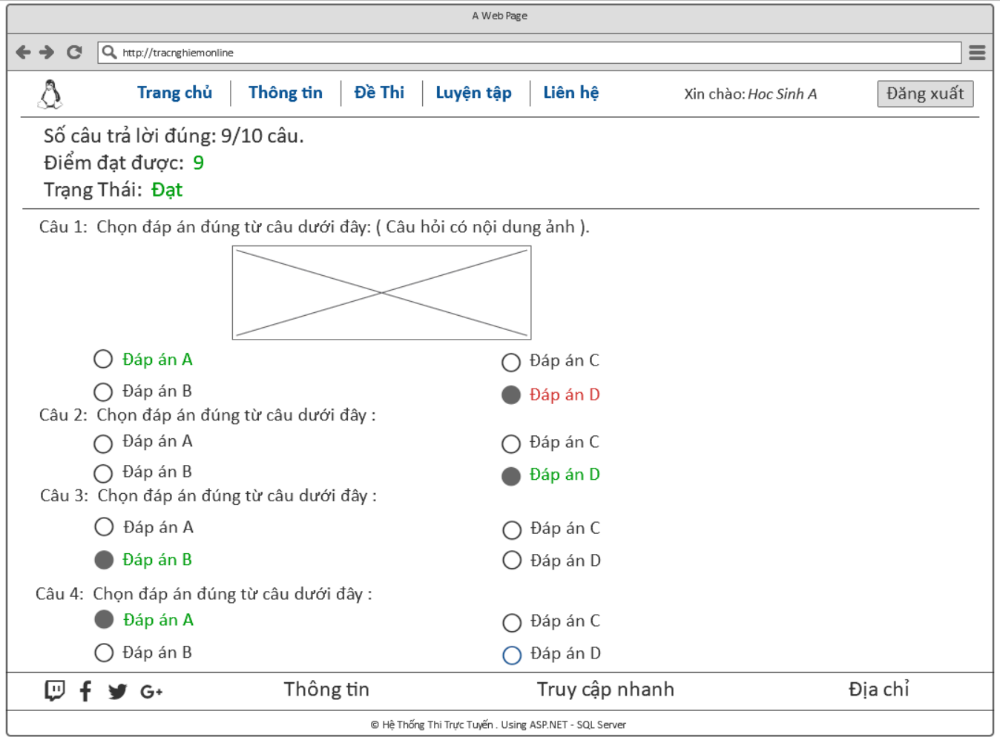 A Web Page
http://tracnghiemonline
Trang chủ Thông tin Đề Thi Luyện tập Liên hệ Xin chào: Hoc Sinh A Đăng xuất
Số câu trả lời đúng: 9/10 câu.
Điểm đạt được: 9
Trạng Thái: Đạt
Câu 1: Chọn đáp án đúng từ câu dưới đây: ( Câu hỏi có nội dung ảnh ).
Đáp án A Đáp án C
Đáp án B Đáp án D
Câu 2: Chọn đáp án đúng từ câu dưới đây :
Đáp án A Đáp án C
Đáp án B Đáp án D
Câu 3: Chọn đáp án đúng từ câu dưới đây :
Đáp án A Đáp án C
Đáp án B Đáp án D
Câu 4: Chọn đáp án đúng từ câu dưới đây :
Đáp án A Đáp án C
Đáp án B Đáp án D
G+ Thông tin Truy cập nhanh Địa chỉ
© Hệ Thống Thi Trực Tuyến . Using ASP.NET - SQL Server